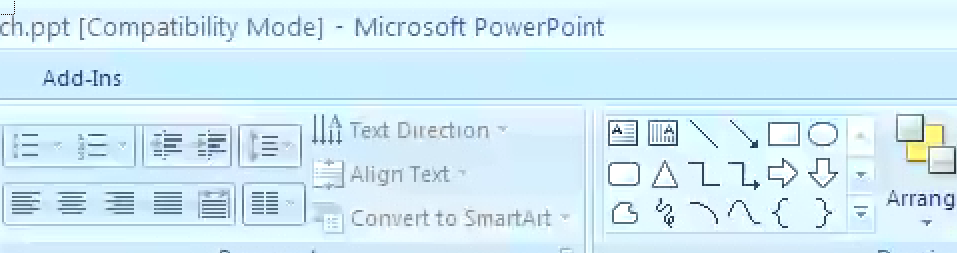 ch.ppt [Compatibility Mode] - Microsoft PowerPoint
Add-Ins
Text Direction
Align Text
Convert to SmartArt
Arrang